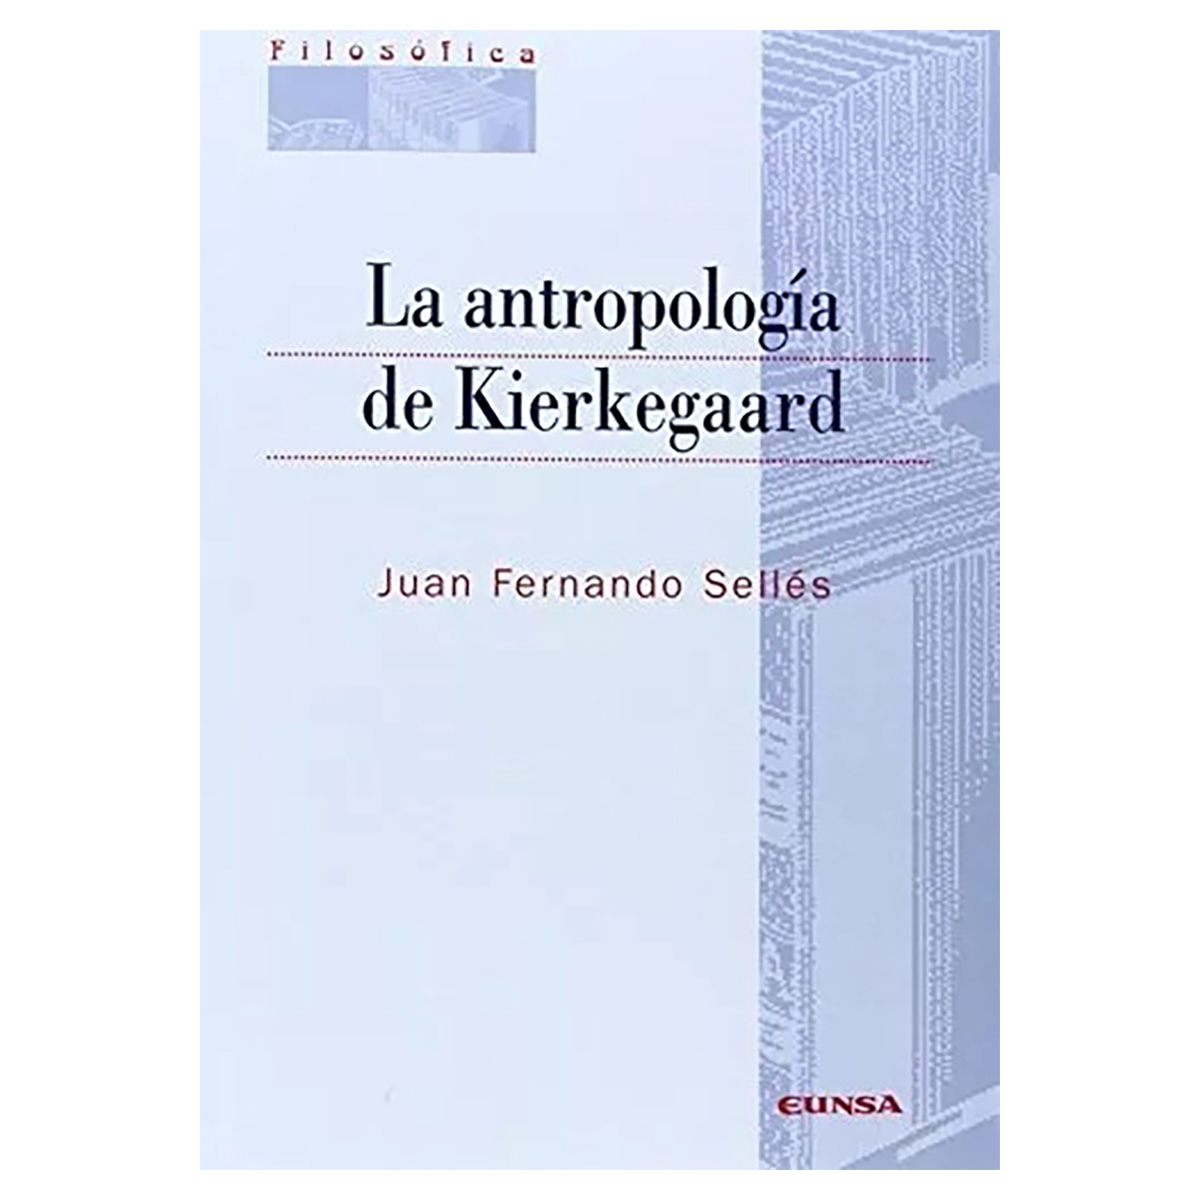 Filosófica
La antropología
de Kierkegaard
Juan Fernando Sellés
EUNSA